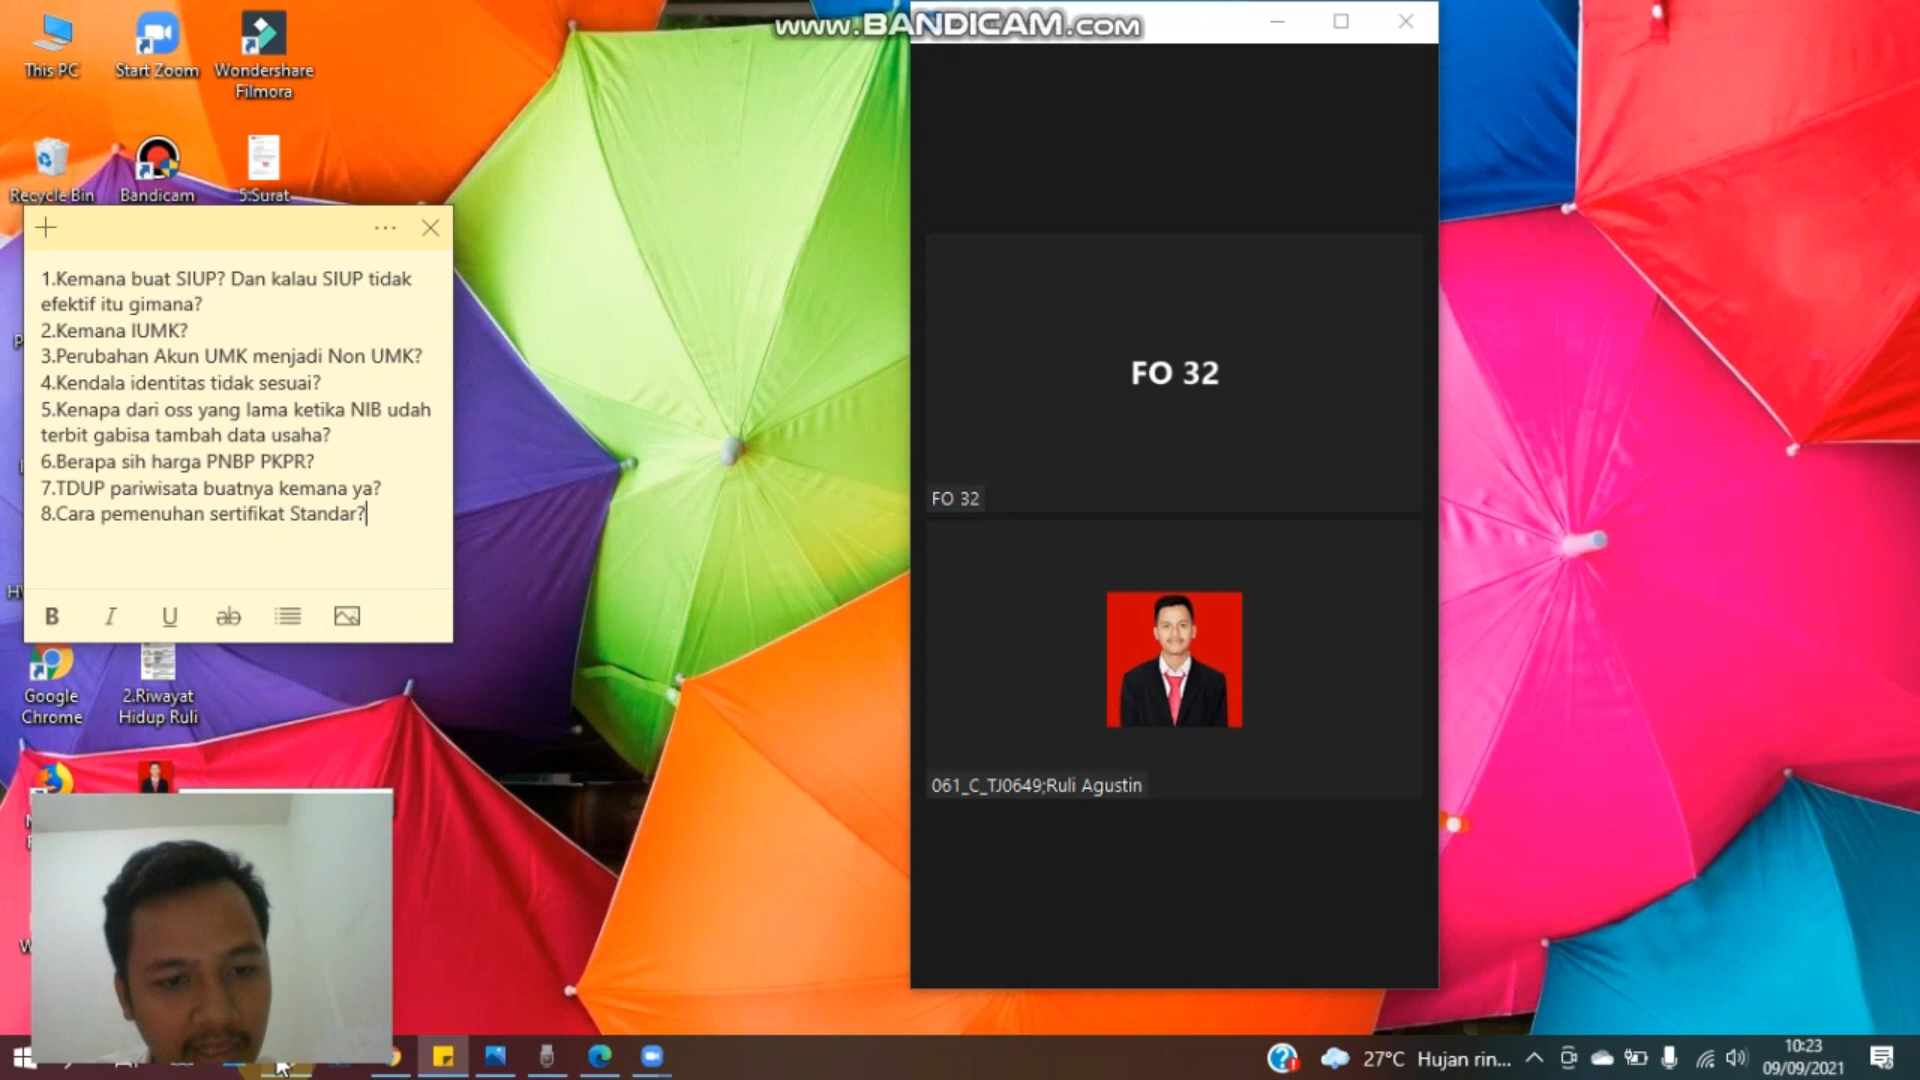 www.BANDICAM.com
This PC
Start Zoom
Wondershare
Filmora
Recycle Bin
Bandicam
5.Surat
1.Kemana buat SIUP? Dan kalau SIUP tidak
efektif itu gimana?
2.Kemana IUMK?
3.Perubahan Akun UMK menjadi Non UMK?
4.Kendala identitas tidak sesuai?
5.Kenapa dari oss yang lama ketika NIB udah
terbit gabisa tambah data usaha?
6.Berapa sih harga PNBP PKPR?
7.TDUP pariwisata buatnya kemana ya?
8.Cara pemenuhan sertifikat Standar?
B I U ab
Google
Chrome
2.Riwayat
Hidup Ruli
FO 32
FO 32
061_C_TJ0649;Ruli Agustin
27°C Hujan rin...
10:23
09/09/2021